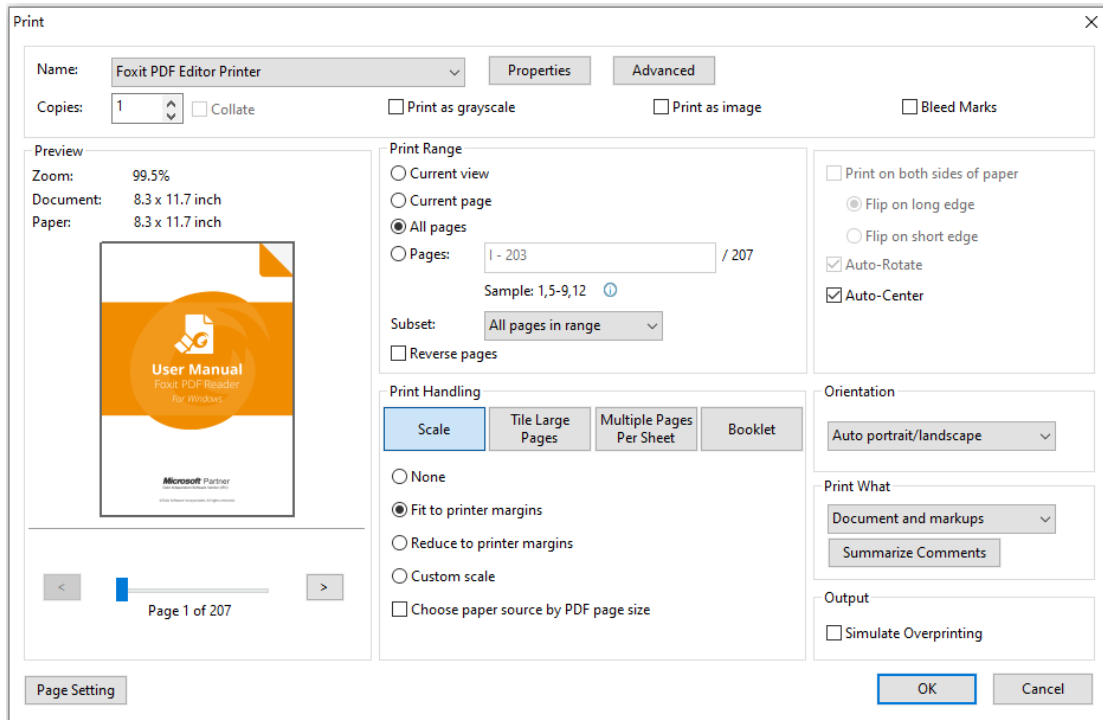 Print
Name: Foxit PDF Editor Printer Properties Advanced
Copies: 1 Collate Print as grayscale Print as image Bleed Marks
Preview
Zoom: 99.5%
Document: 8.3 x 11.7 inch
Paper: 8.3 x 11.7 inch
User Manual
Foxit PDF Reader
For Windows
Microsoft Partner
< >
Page 1 of 207
Print Range
Current view
Current page
All pages
Pages: I - 203 / 207
Sample: 1,5-9,12
Subset: All pages in range
Reverse pages
Print on both sides of paper
Flip on long edge
Flip on short edge
Auto-Rotate
Auto-Center
Print Handling
Scale
Tile Large
Pages
Multiple Pages
Per Sheet
Booklet
None
Fit to printer margins
Reduce to printer margins
Custom scale
Choose paper source by PDF page size
Orientation
Auto portrait/landscape
Print What
Document and markups
Summarize Comments
Output
Simulate Overprinting
Page Setting OK Cancel